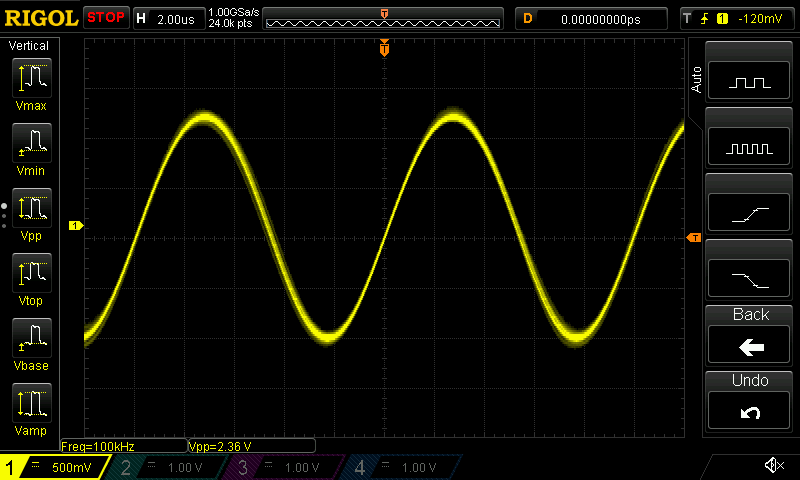 RIGOL STOP H 2.00us 1.00GSa/s 24.0k pts T D 0.00000000ps T 1 -120mV
Vertical
T
Auto
Vmax
Vmin
1
Vpp
T
Vtop
Back
Vbase
Undo
Vamp
Freq=100kHz Vpp=2.36 V
1 500mV 2 1.00 V 3 1.00 V 4 1.00 V